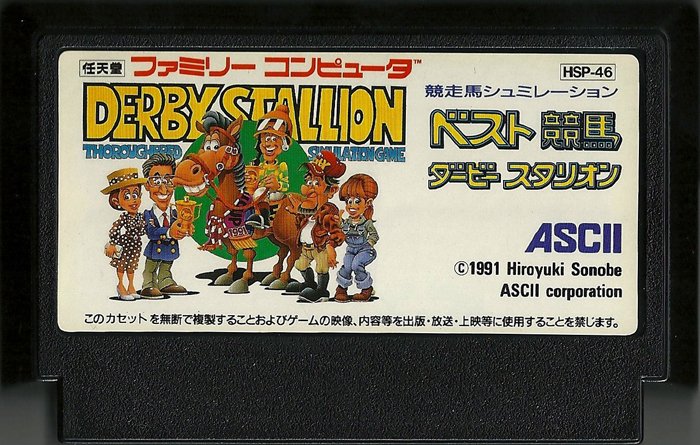 任天堂 ファミリー コンピュータ™
HSP-46
DERBY STALLION
THOROUGHBRED SIMULATION GAME
競走馬シュミレーション
ベスト 競馬
ダービー スタリオン
1991
ASCII
©1991 Hiroyuki Sonobe
ASCII corporation
このカセットを無断で複製することおよびゲームの映像、内容等を出版・放送・上映等に使用することを禁じます。